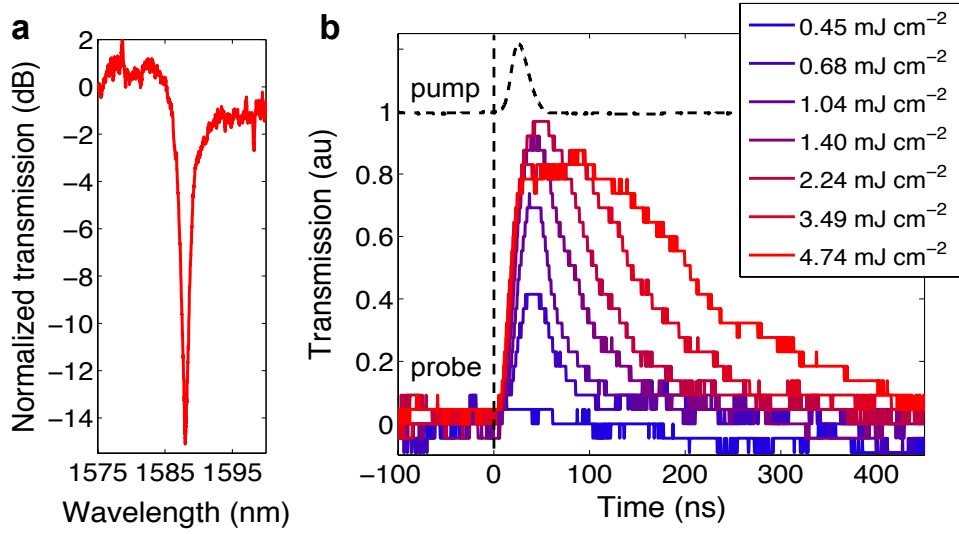 a
Normalized transmission (dB)
2
0
−2
−4
−6
−8
−10
−12
−14
1575
1585
1595
Wavelength (nm)
b
Transmission (au)
1
0.8
0.6
0.4
0.2
0
pump
probe
−100
0
100
200
300
400
Time (ns)
0.45 mJ cm−2
0.68 mJ cm−2
1.04 mJ cm−2
1.40 mJ cm−2
2.24 mJ cm−2
3.49 mJ cm−2
4.74 mJ cm−2